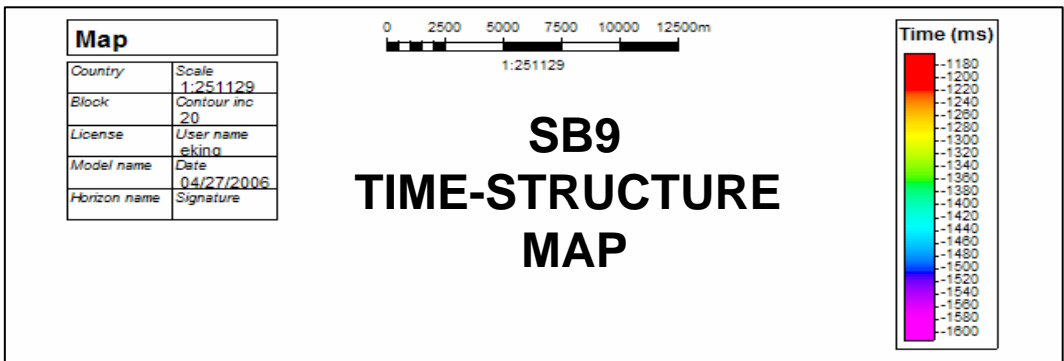 Map
Country Scale
1:251129
Block Contour inc
20
License User name
eking
Model name Date
04/27/2006
Horizon name Signature
0 2500 5000 7500 10000 12500m
1:251129
SB9
TIME-STRUCTURE
MAP
Time (ms)
-1180
-1200
-1220
-1240
-1260
-1280
-1300
-1320
-1340
-1360
-1380
-1400
-1420
-1440
-1460
-1480
-1500
-1520
-1540
-1560
-1580
-1600